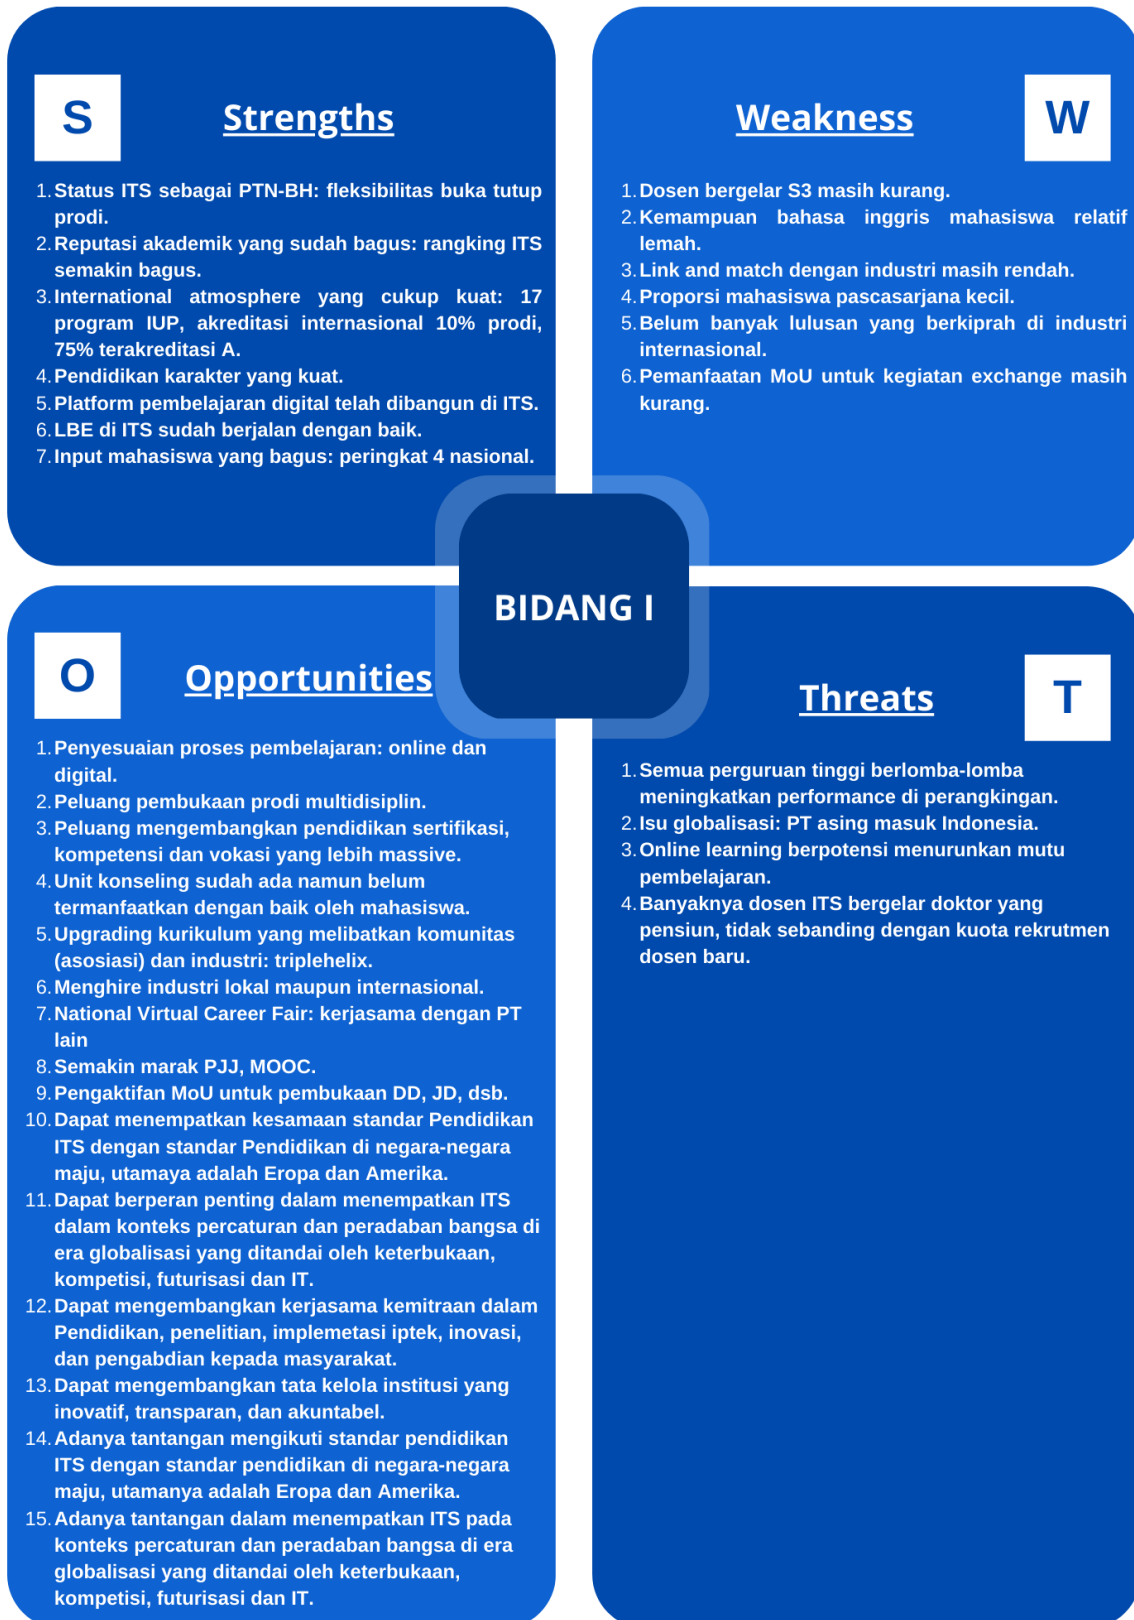 S
Strengths
1. Status ITS sebagai PTN-BH: fleksibilitas buka tutup
prodi.
2. Reputasi akademik yang sudah bagus: rangking ITS
semakin bagus.
3. International atmosphere yang cukup kuat: 17
program IUP, akreditasi internasional 10% prodi,
75% terakreditasi A.
4. Pendidikan karakter yang kuat.
5. Platform pembelajaran digital telah dibangun di ITS.
6. LBE di ITS sudah berjalan dengan baik.
7. Input mahasiswa yang bagus: peringkat 4 nasional.
Weakness
W
1. Dosen bergelar S3 masih kurang.
2. Kemampuan bahasa inggris mahasiswa relatif
lemah.
3. Link and match dengan industri masih rendah.
4. Proporsi mahasiswa pascasarjana kecil.
5. Belum banyak lulusan yang berkiprah di industri
internasional.
6. Pemanfaatan MoU untuk kegiatan exchange masih
kurang.
BIDANG I
O
Opportunities
1. Penyesuaian proses pembelajaran: online dan
digital.
2. Peluang pembukaan prodi multidisiplin.
3. Peluang mengembangkan pendidikan sertifikasi,
kompetensi dan vokasi yang lebih massive.
4. Unit konseling sudah ada namun belum
termanfaatkan dengan baik oleh mahasiswa.
5. Upgrading kurikulum yang melibatkan komunitas
(asosiasi) dan industri: triplehelix.
6. Menghire industri lokal maupun internasional.
7. National Virtual Career Fair: kerjasama dengan PT
lain
8. Semakin marak PJJ, MOOC.
9. Pengaktifan MoU untuk pembukaan DD, JD, dsb.
10. Dapat menempatkan kesamaan standar Pendidikan
ITS dengan standar Pendidikan di negara-negara
maju, utamaya adalah Eropa dan Amerika.
11. Dapat berperan penting dalam menempatkan ITS
dalam konteks percaturan dan peradaban bangsa di
era globalisasi yang ditandai oleh keterbukaan,
kompetisi, futurisasi dan IT.
12. Dapat mengembangkan kerjasama kemitraan dalam
Pendidikan, penelitian, implemetasi iptek, inovasi,
dan pengabdian kepada masyarakat.
13. Dapat mengembangkan tata kelola institusi yang
inovatif, transparan, dan akuntabel.
14. Adanya tantangan mengikuti standar pendidikan
ITS dengan standar pendidikan di negara-negara
maju, utamanya adalah Eropa dan Amerika.
15. Adanya tantangan dalam menempatkan ITS pada
konteks percaturan dan peradaban bangsa di era
globalisasi yang ditandai oleh keterbukaan,
kompetisi, futurisasi dan IT.
Threats
T
1. Semua perguruan tinggi berlomba-lomba
meningkatkan performance di perangkingan.
2. Isu globalisasi: PT asing masuk Indonesia.
3. Online learning berpotensi menurunkan mutu
pembelajaran.
4. Banyaknya dosen ITS bergelar doktor yang
pensiun, tidak sebanding dengan kuota rekrutmen
dosen baru.